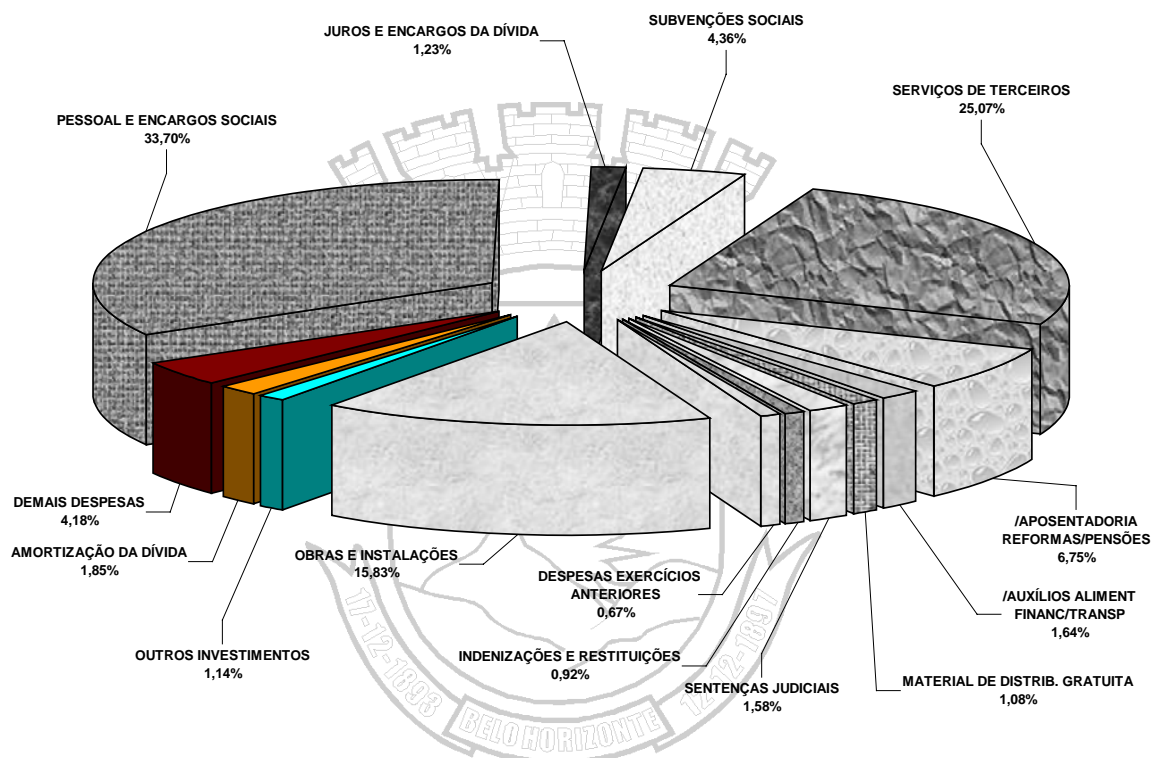 SUBVENÇÕES SOCIAIS
4,36%
JUROS E ENCARGOS DA DÍVIDA
1,23%
SERVIÇOS DE TERCEIROS
25,07%
PESSOAL E ENCARGOS SOCIAIS
33,70%
DEMAIS DESPESAS
4,18%
/APOSENTADORIA
REFORMAS/PENSÕES
6,75%
AMORTIZAÇÃO DA DÍVIDA
1,85%
OBRAS E INSTALAÇÕES
15,83%
DESPESAS EXERCÍCIOS
ANTERIORES
0,67%
/AUXÍLIOS ALIMENT
FINANC/TRANSP
1,64%
OUTROS INVESTIMENTOS
1,14%
INDENIZAÇÕES E RESTITUIÇÕES
0,92%
SENTENÇAS JUDICIAIS
1,58%
MATERIAL DE DISTRIB. GRATUITA
1,08%
17-12-1893
BELO HORIZONTE
12-12-1897